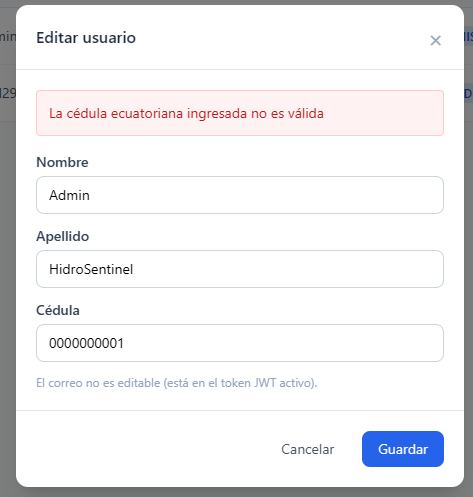 Editar usuario
×
La cédula ecuatoriana ingresada no es válida
Nombre
Admin
Apellido
HidroSentinel
Cédula
0000000001
El correo no es editable (está en el token JWT activo).
Cancelar Guardar